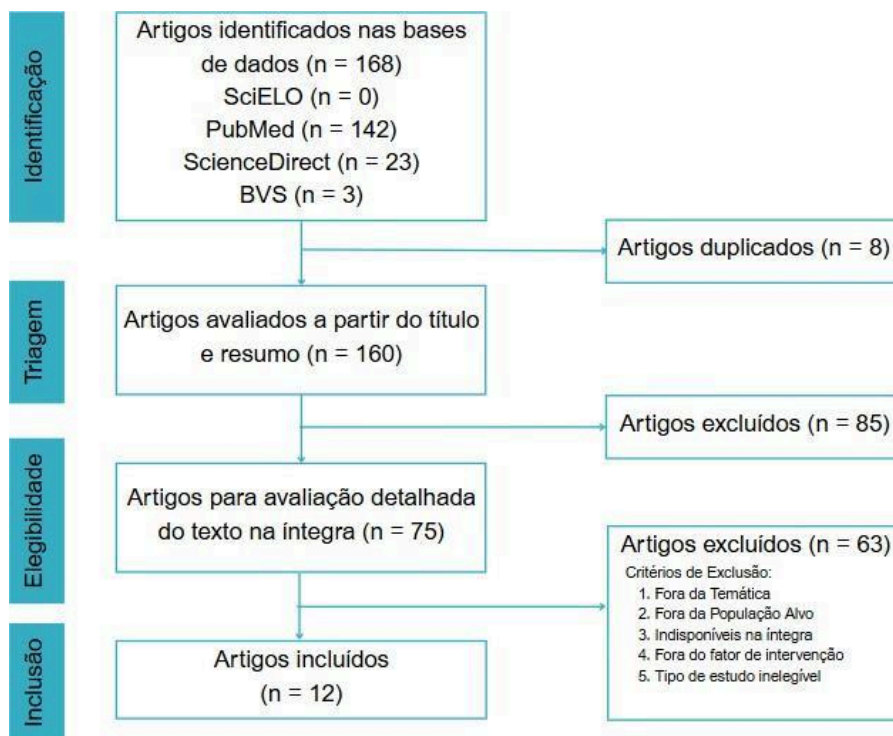 Identificação
Artigos identificados nas bases
de dados (n = 168)
SciELO (n = 0)
PubMed (n = 142)
ScienceDirect (n = 23)
BVS (n = 3)
Artigos duplicados (n = 8)
Triagem
Artigos avaliados a partir do título
e resumo (n = 160)
Artigos excluídos (n = 85)
Elegibilidade
Artigos para avaliação detalhada
do texto na íntegra (n = 75)
Artigos excluídos (n = 63)
Critérios de Exclusão:
1. Fora da Temática
2. Fora da População Alvo
3. Indisponíveis na íntegra
4. Fora do fator de intervenção
5. Tipo de estudo inelegível
Inclusão
Artigos incluídos
(n = 12)